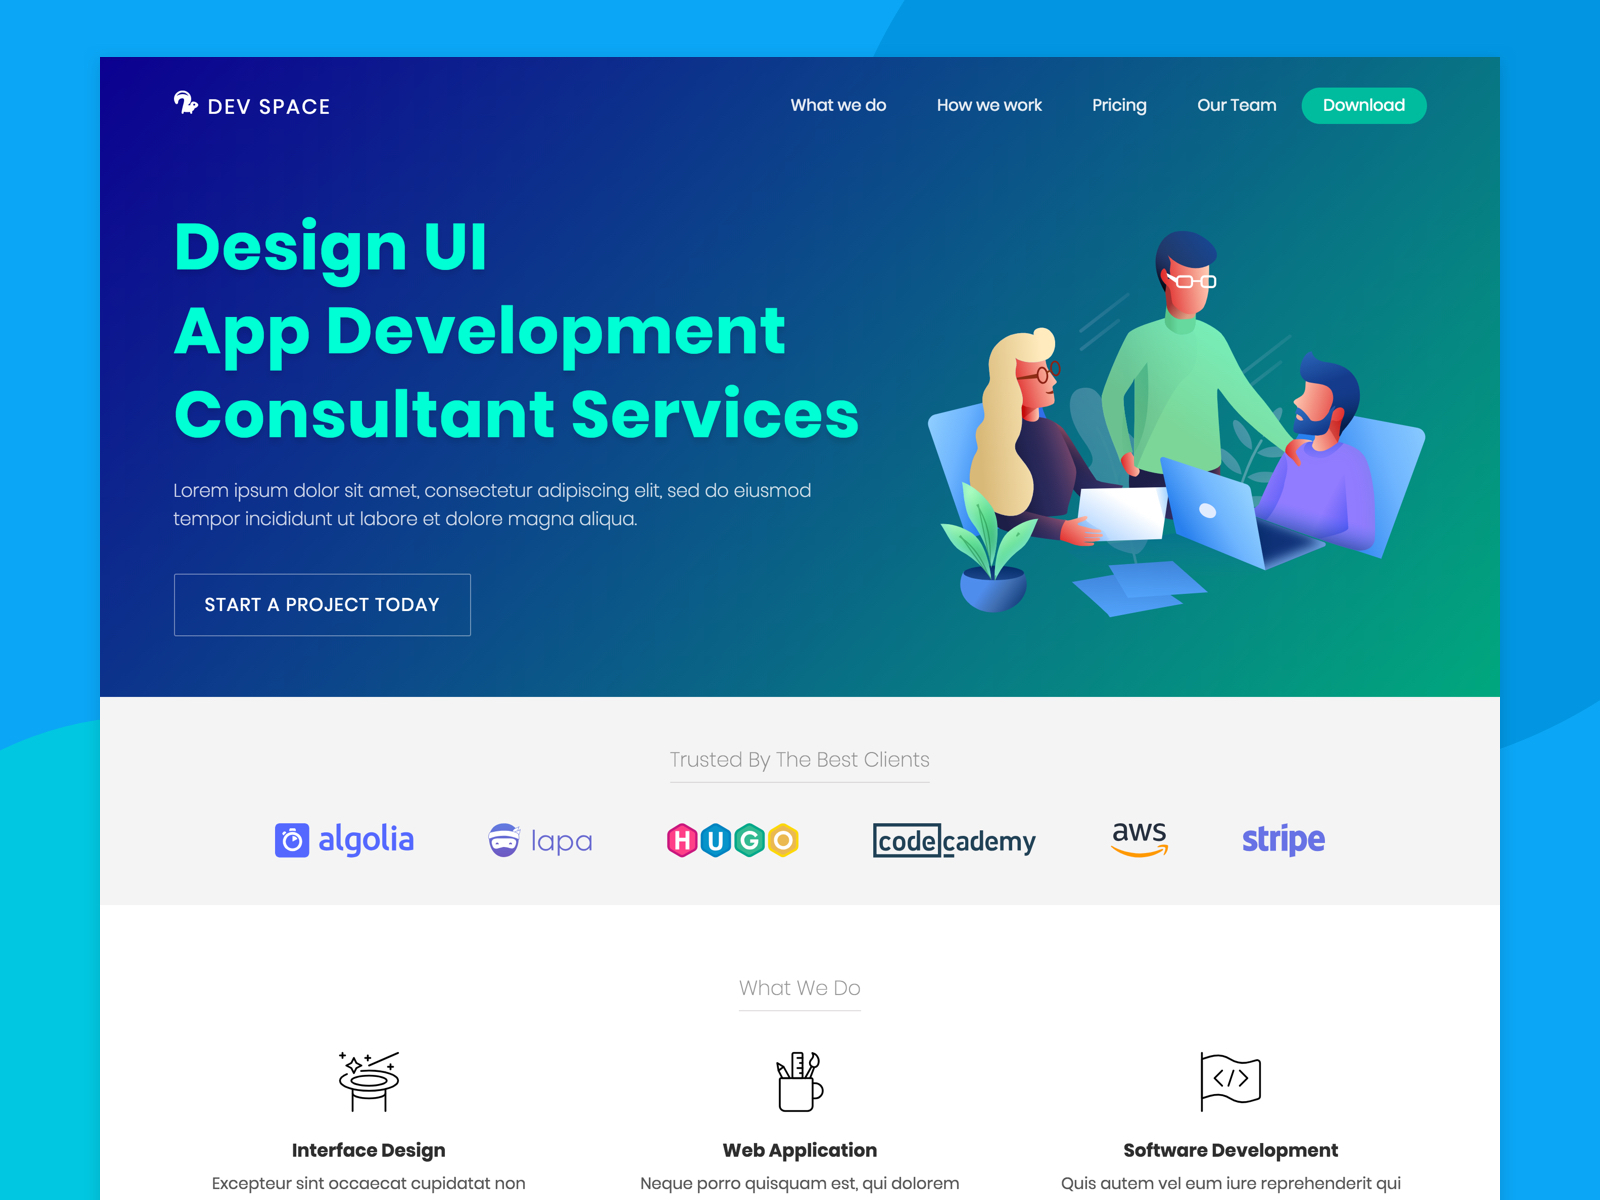 DEV SPACE
What we do
How we work
Pricing
Our Team
Download
Design UI
App Development
Consultant Services
Lorem ipsum dolor sit amet, consectetur adipiscing elit, sed do eiusmod
tempor incididunt ut labore et dolore magna aliqua.
START A PROJECT TODAY
Trusted By The Best Clients
algolia
lapa
HUGO
codecademy
aws
stripe
What We Do
Interface Design
Excepteur sint occaecat cupidatat non
Web Application
Neque porro quisquam est, qui dolorem
Software Development
Quis autem vel eum iure reprehenderit qui